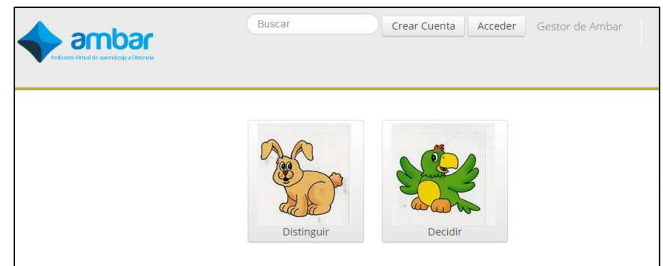 Buscar
Crear Cuenta
Acceder
Gestor de Ambar
ambar
Ambiente Virtual de aprendizaje a Distancia
Distinguir
Decidir